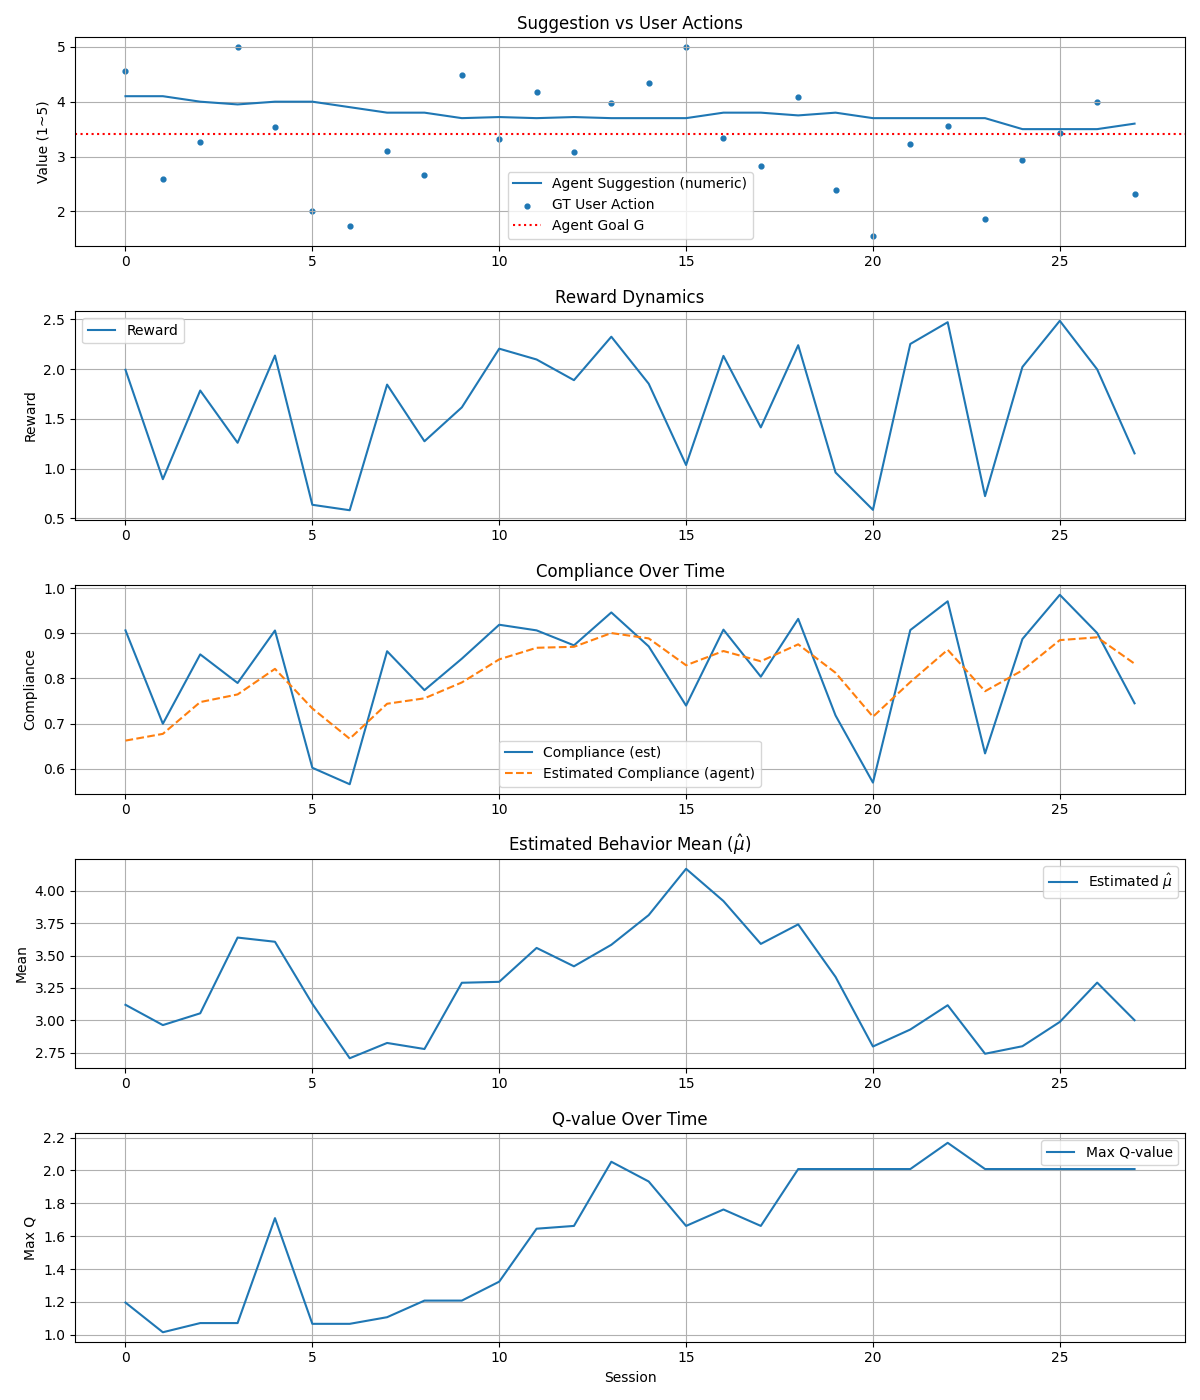 Suggestion vs User Actions
Value (1~5)
5
4
3
2
Agent Suggestion (numeric)
GT User Action
Agent Goal G
0 5 10 15 20 25
Reward Dynamics
Reward
2.5
2.0
1.5
1.0
0.5
Reward
0 5 10 15 20 25
Compliance Over Time
Compliance
1.0
0.9
0.8
0.7
0.6
Compliance (est)
Estimated Compliance (agent)
0 5 10 15 20 25
Estimated Behavior Mean (μ̂)
Mean
4.00
3.75
3.50
3.25
3.00
2.75
Estimated μ̂
0 5 10 15 20 25
Q-value Over Time
Max Q
2.2
2.0
1.8
1.6
1.4
1.2
1.0
Max Q-value
0 5 10 15 20 25
Session